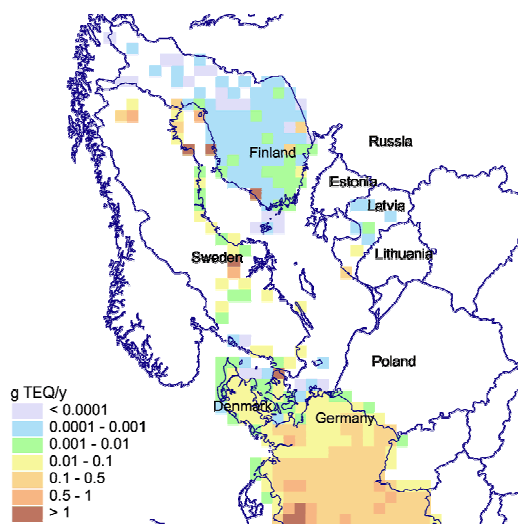 Russia
Finland
Estonia
Latvia
Sweden
Lithuania
Poland
g TEQ/y
< 0.0001
0.0001 - 0.001
0.001 - 0.01
0.01 - 0.1
0.1 - 0.5
0.5 - 1
> 1
Denmark
Germany